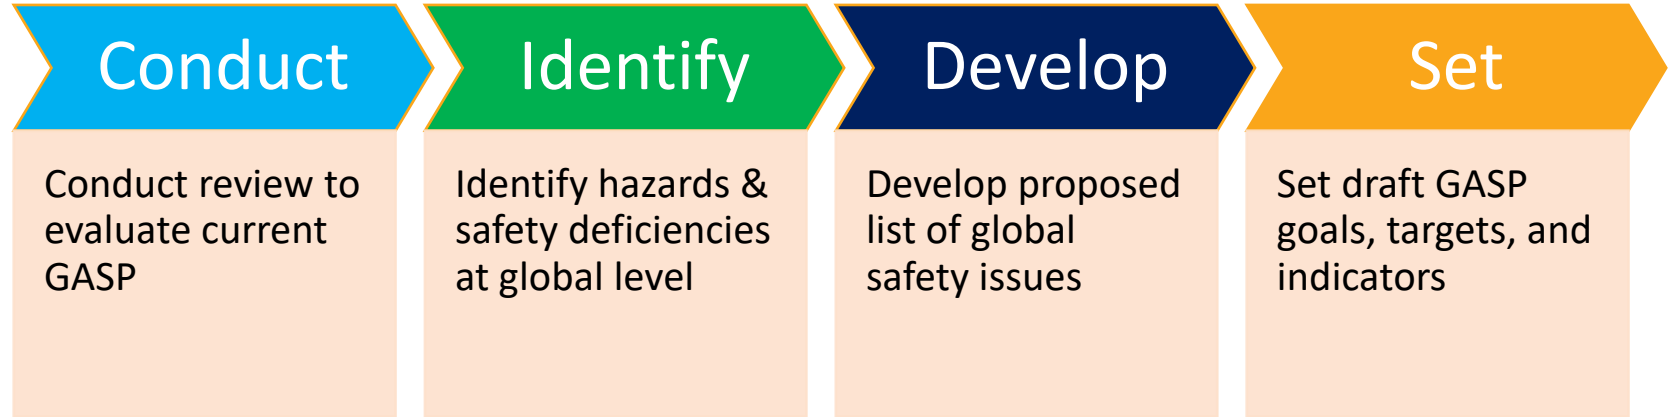 Conduct
Conduct review to
evaluate current
GASP
Identify
Identify hazards &
safety deficiencies
at global level
Develop
Develop proposed
list of global
safety issues
Set
Set draft GASP
goals, targets, and
indicators